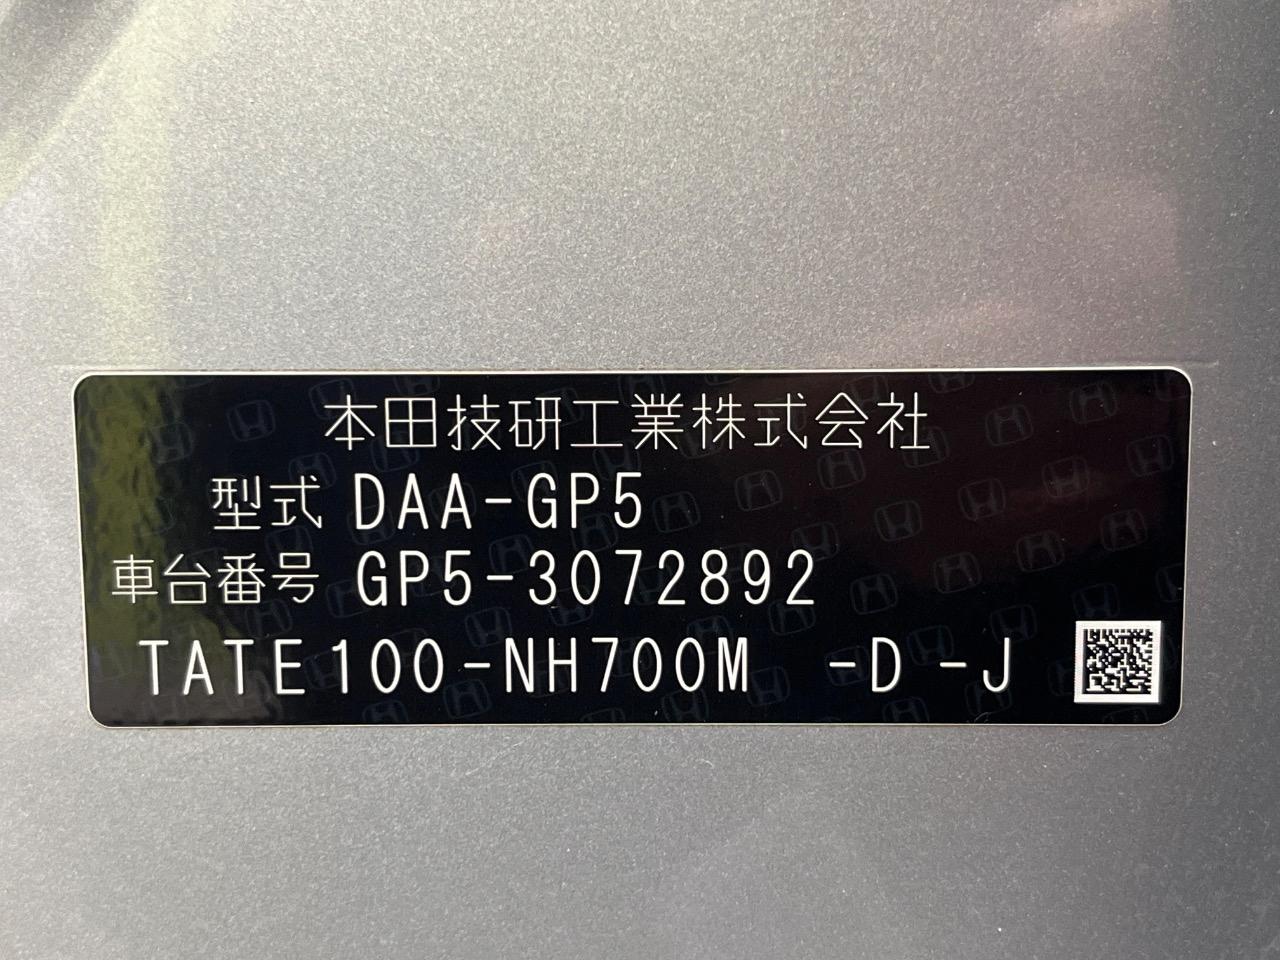 本田技研工業株式会社
型式 DAA-GP5
車台番号 GP5-3072892
TATE100-NH700M -D -J